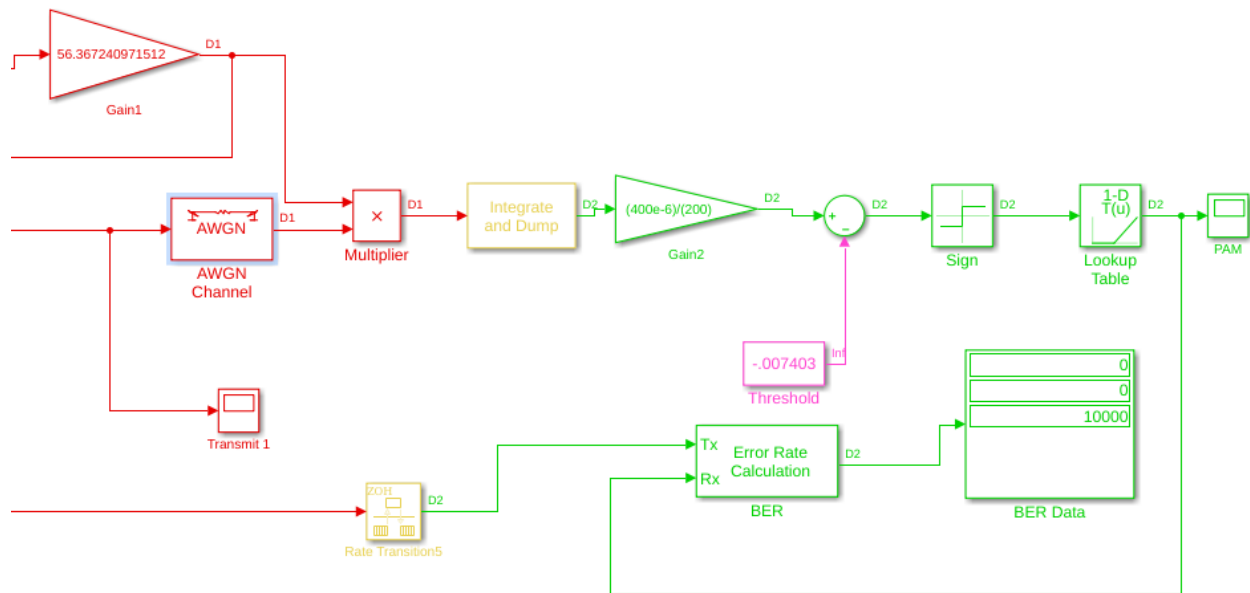 56.367240971512
D1
Gain1
AWGN
D1
AWGN
Channel
×
D1
Multiplier
Integrate
and Dump
D2
(400e-6)/(200)
D2
Gain2
+
−
D2
D2
Sign
1-D
T(u)
D2
Lookup
Table
PAM
-.007403
Inf
Threshold
Transmit 1
ZOH
D2
Rate Transition5
Tx
Rx
Error Rate
Calculation
D2
BER
0
0
10000
BER Data